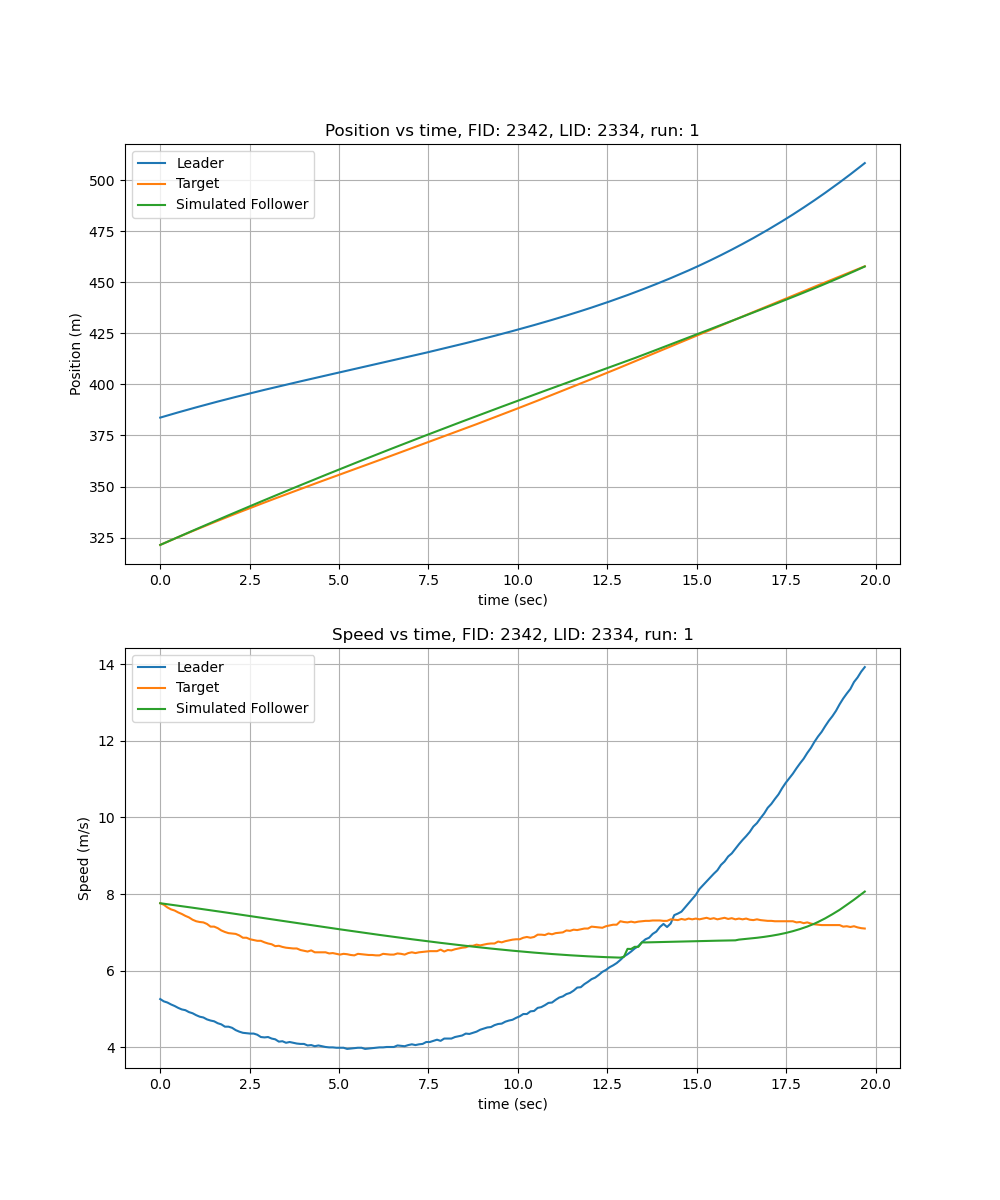 Position vs time, FID: 2342, LID: 2334, run: 1
Leader
Target
Simulated Follower
500
475
450
425
400
375
350
325
Position (m)
0.0 2.5 5.0 7.5 10.0 12.5 15.0 17.5 20.0
time (sec)
Speed vs time, FID: 2342, LID: 2334, run: 1
Leader
Target
Simulated Follower
14
12
10
8
6
4
Speed (m/s)
0.0 2.5 5.0 7.5 10.0 12.5 15.0 17.5 20.0
time (sec)